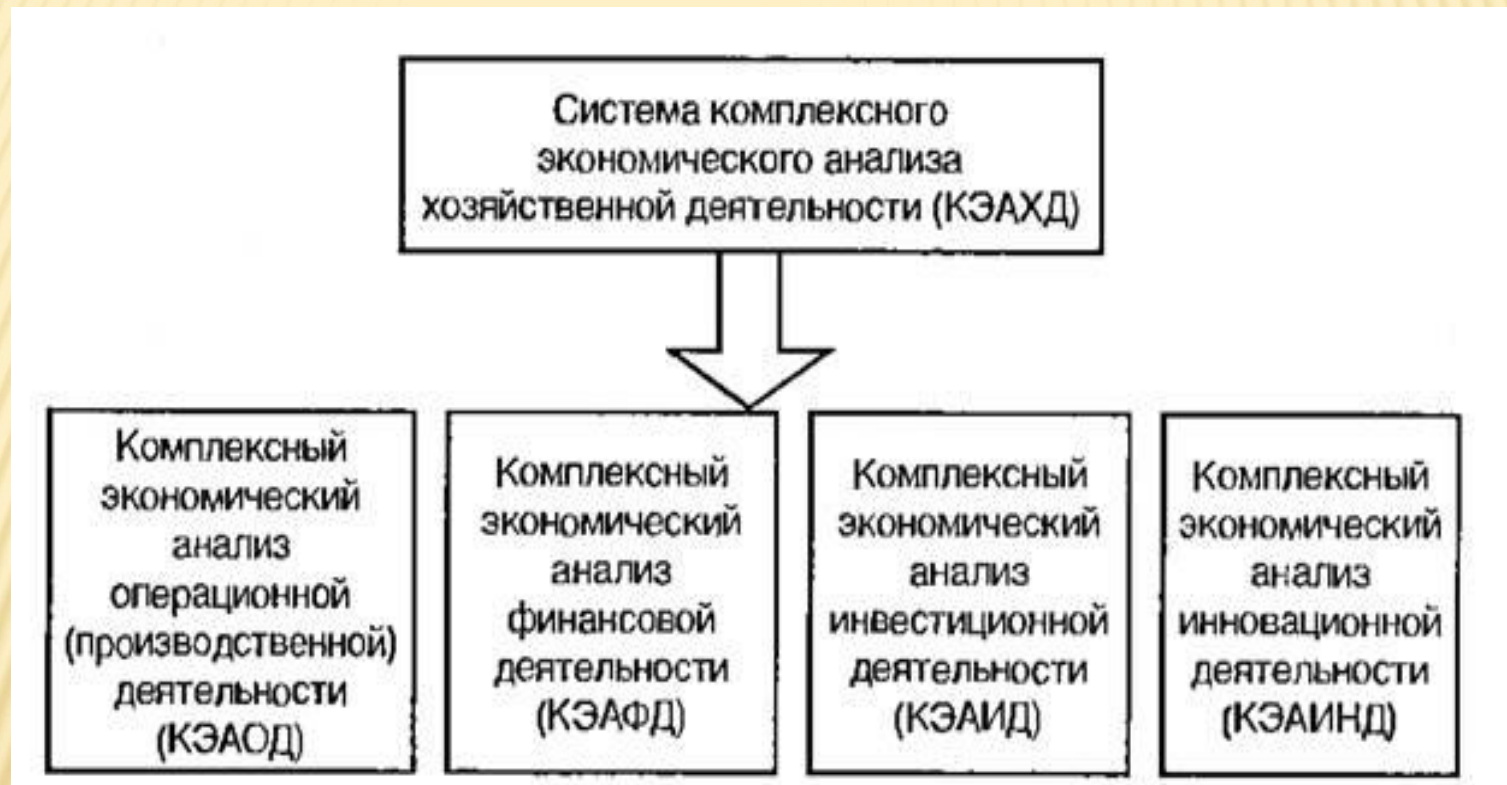 Система комплексного
экономического анализа
хозяйственной деятельности (КЭАХД)
Комплексный
экономический
анализ
операционной
(производственной)
деятельности
(КЭАОД)
Комплексный
экономический
анализ
финансовой
деятельности
(КЭАФД)
Комплексный
экономический
анализ
инвестиционной
деятельности
(КЭАИД)
Комплексный
экономический
анализ
инновационной
деятельности
(КЭАИНД)